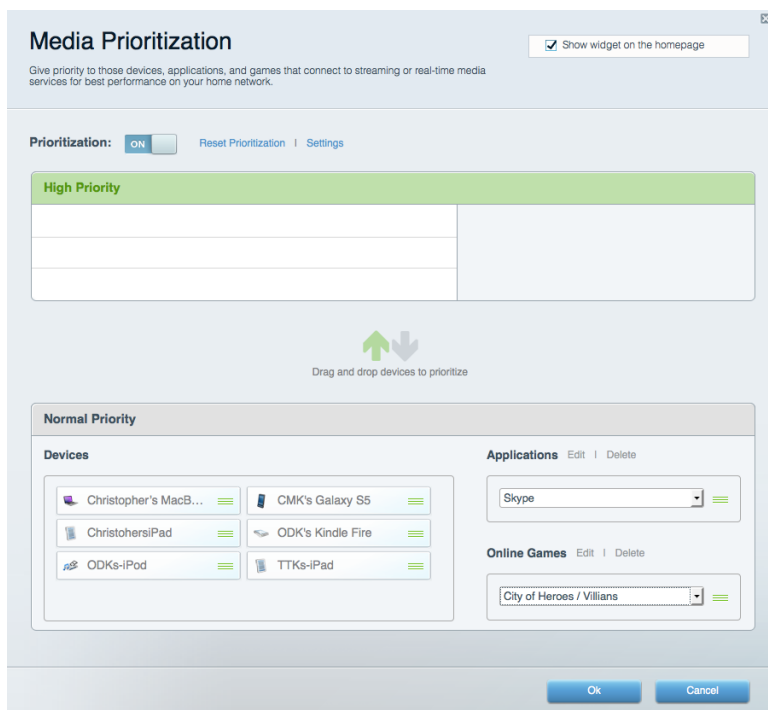 Media Prioritization
Show widget on the homepage
Give priority to those devices, applications, and games that connect to streaming or real-time media
services for best performance on your home network.
Prioritization: ON Reset Prioritization | Settings
High Priority
Drag and drop devices to prioritize
Normal Priority
Devices
Christopher's MacB...
CMK's Galaxy S5
ChristohersiPad
ODK's Kindle Fire
ODKs-iPod
TTKs-iPad
Applications Edit | Delete
Skype
Online Games Edit | Delete
City of Heroes / Villians
Ok
Cancel